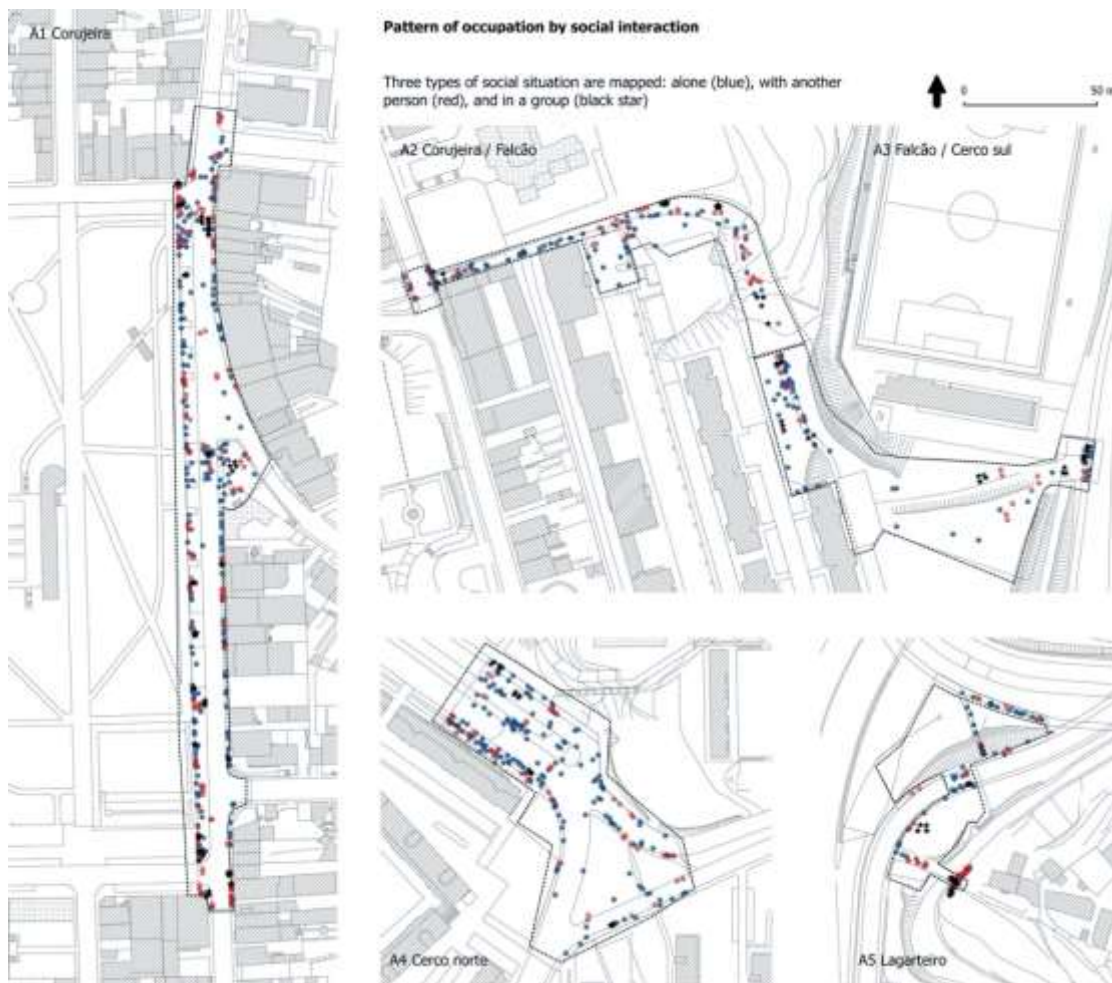 A1 Corujeira
Pattern of occupation by social interaction
Three types of social situation are mapped: alone (blue), with another
person (red), and in a group (black star)
0 50 m
A2 Corujeira / Falcão
A3 Falcão / Cerco sul
A4 Cerco norte
A5 Lagarteiro